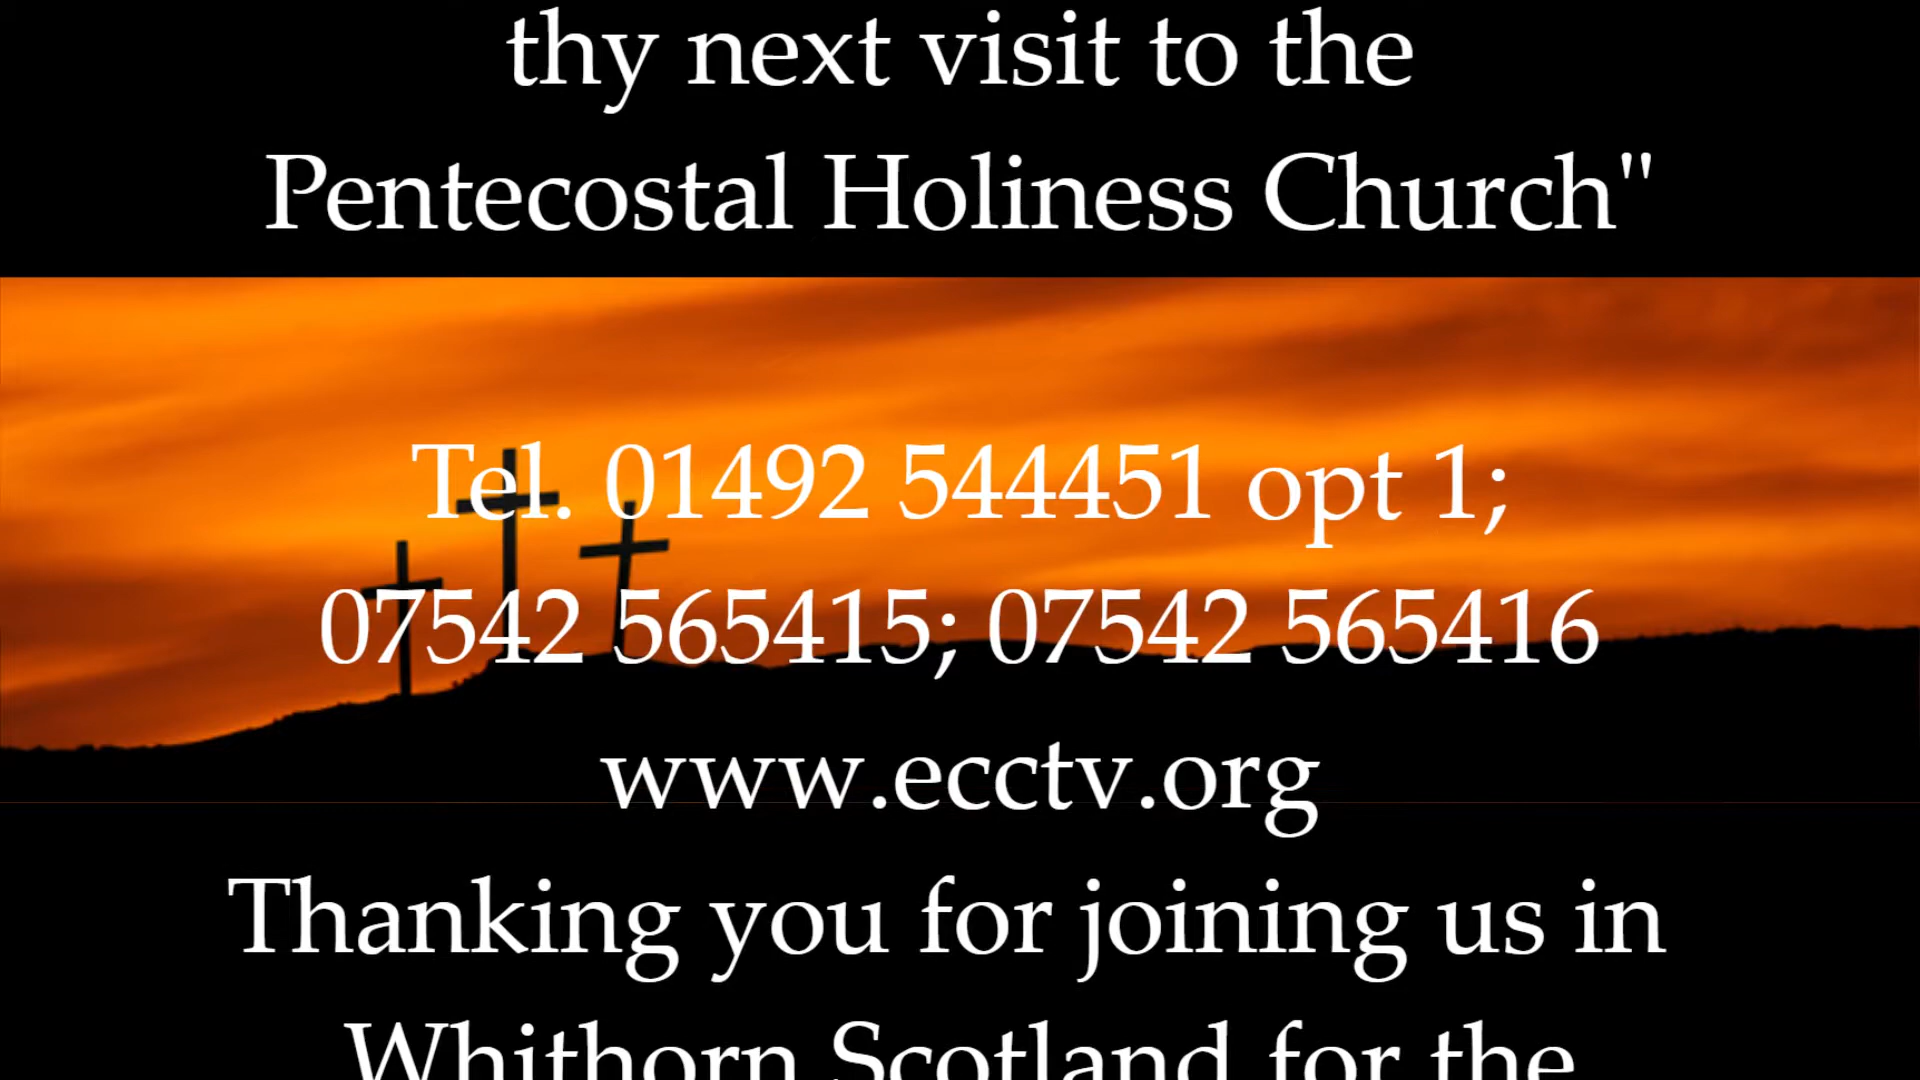 thy next visit to the
Pentecostal Holiness Church"
Tel. 01492 544451 opt 1;
07542 565415; 07542 565416
www.ecctv.org
Thanking you for joining us in
Whithorn Scotland for the